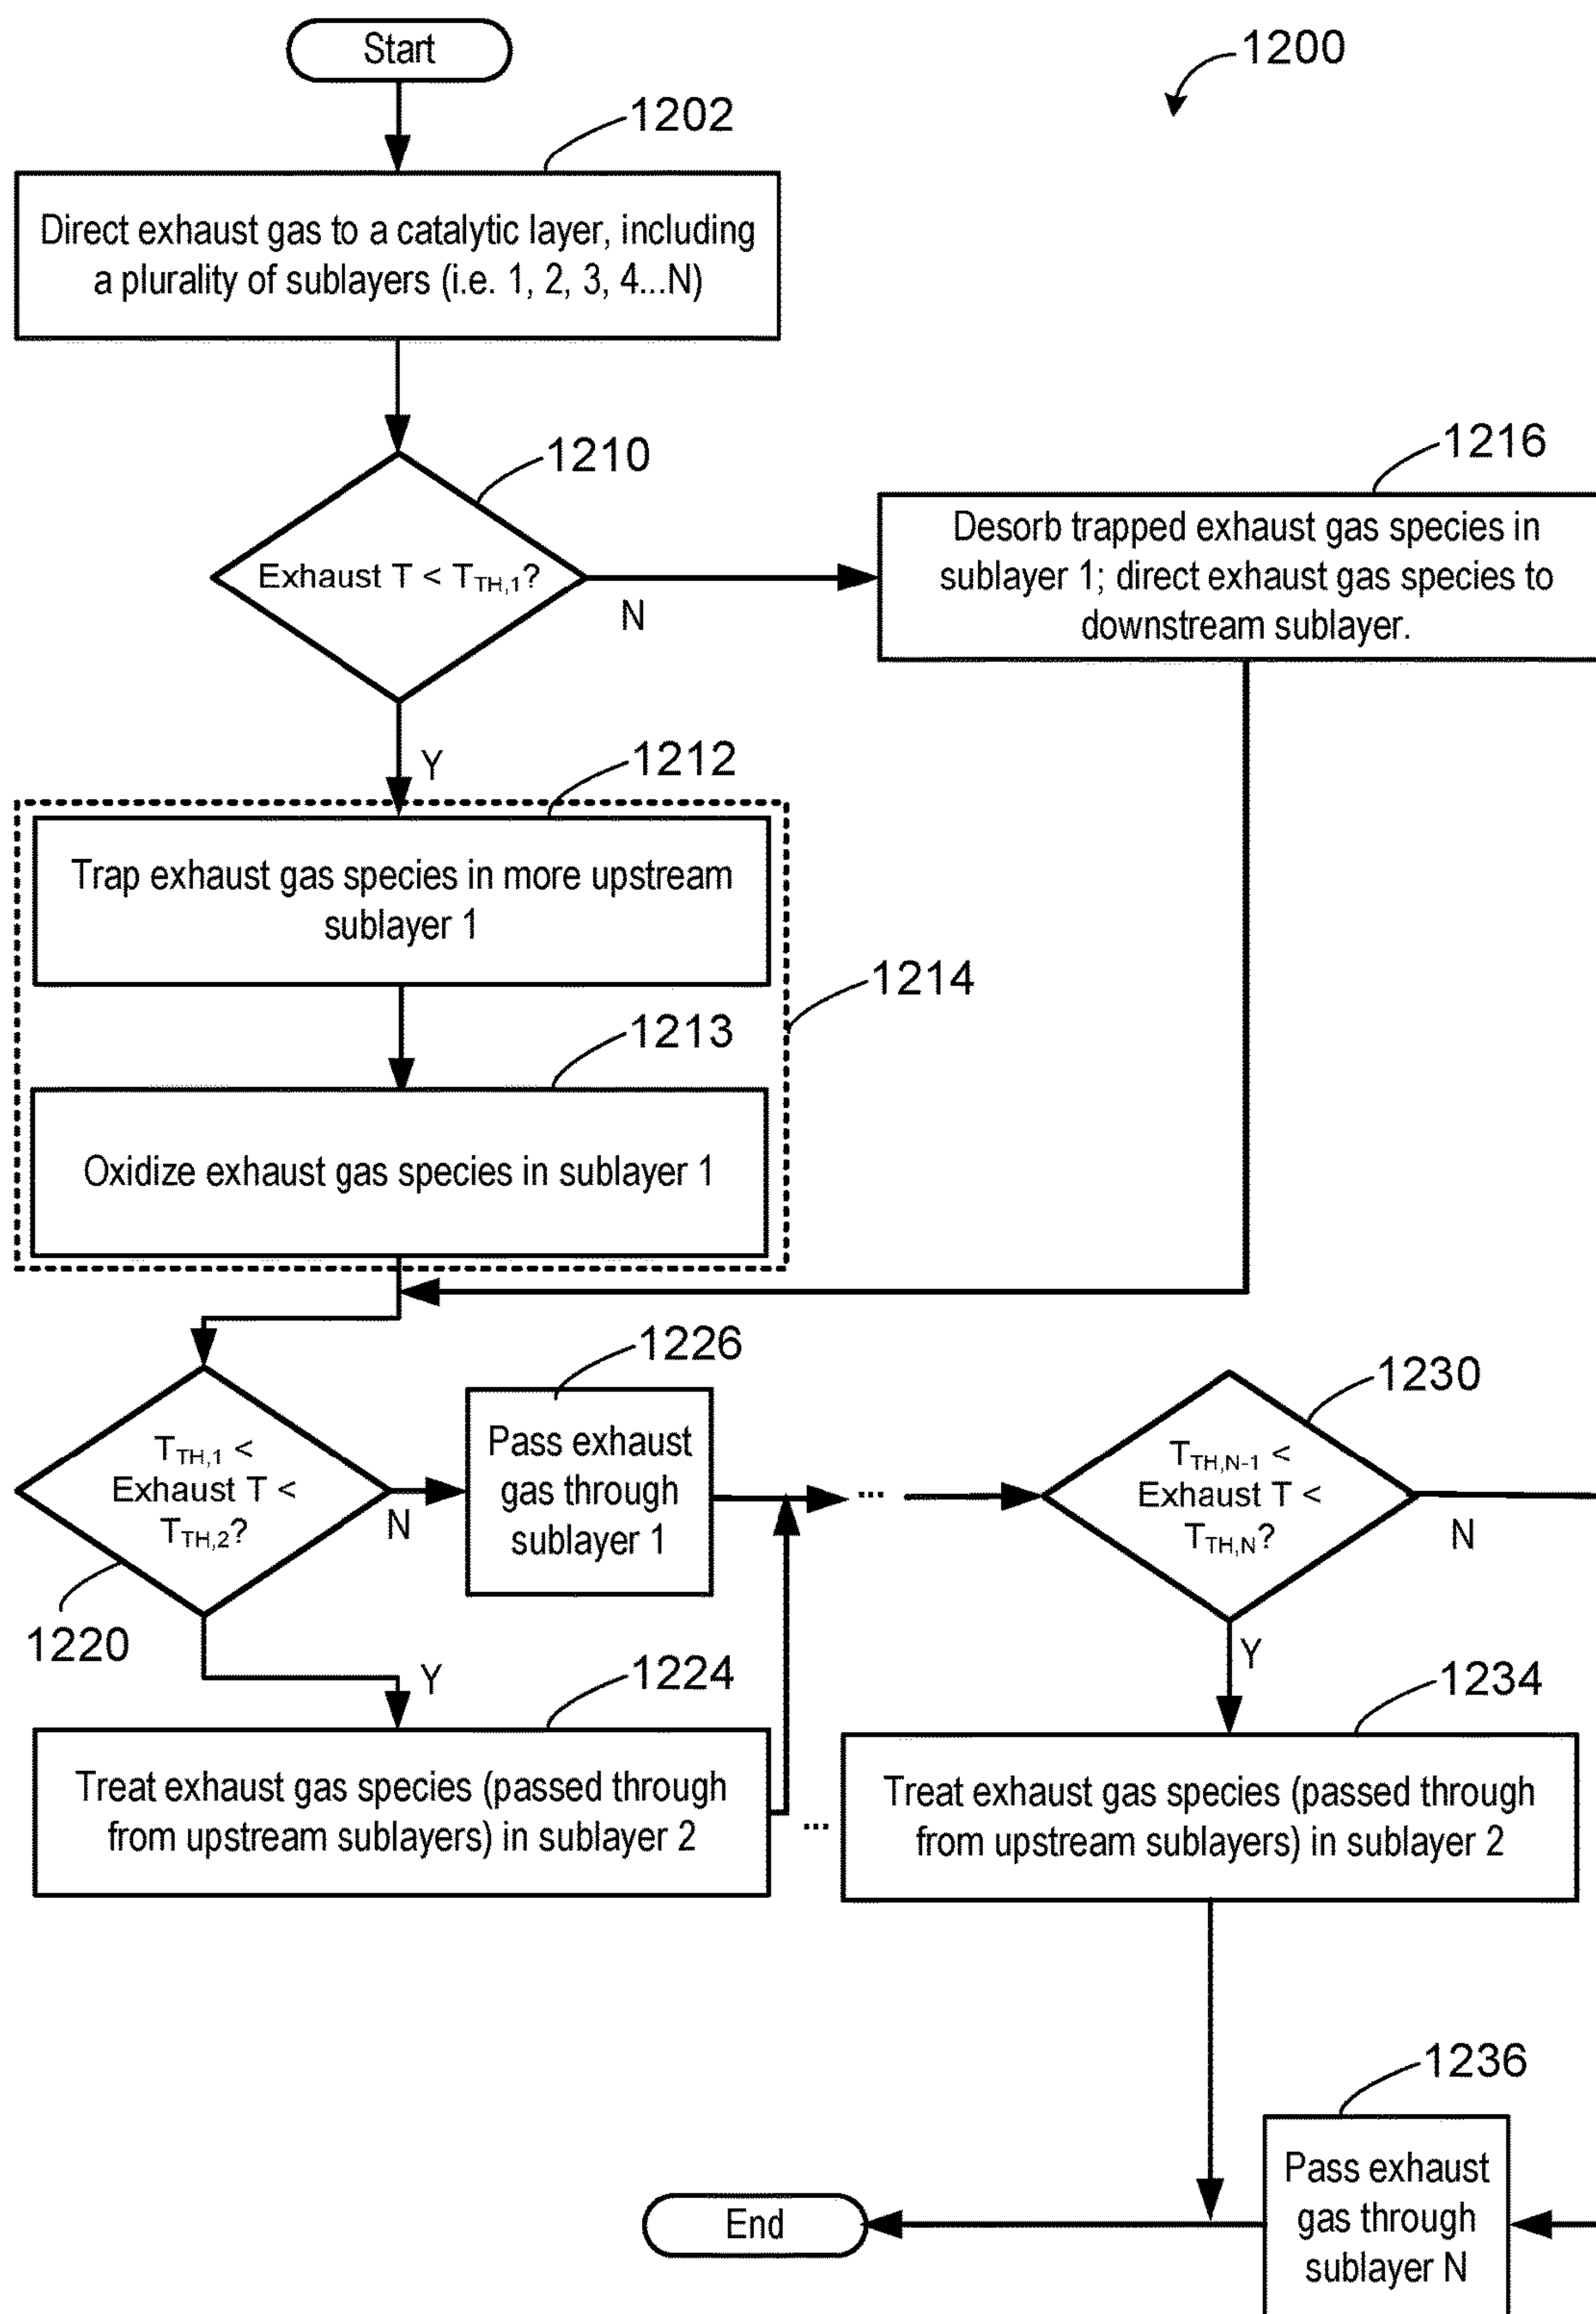 Start
1200
1202
Direct exhaust gas to a catalytic layer, including
a plurality of sublayers (i.e. 1, 2, 3, 4...N)
1210
Exhaust T < TTH,1?
N
Y
1216
Desorb trapped exhaust gas species in
sublayer 1; direct exhaust gas species to
downstream sublayer.
1212
Trap exhaust gas species in more upstream
sublayer 1
1214
1213
Oxidize exhaust gas species in sublayer 1
TTH,1 <
Exhaust T <
TTH,2?
N
1220
Y
1226
Pass exhaust
gas through
sublayer 1
...
1230
TTH,N-1 <
Exhaust T <
TTH,N?
N
Y
1224
Treat exhaust gas species (passed through
from upstream sublayers) in sublayer 2
...
1234
Treat exhaust gas species (passed through
from upstream sublayers) in sublayer 2
1236
Pass exhaust
gas through
sublayer N
End